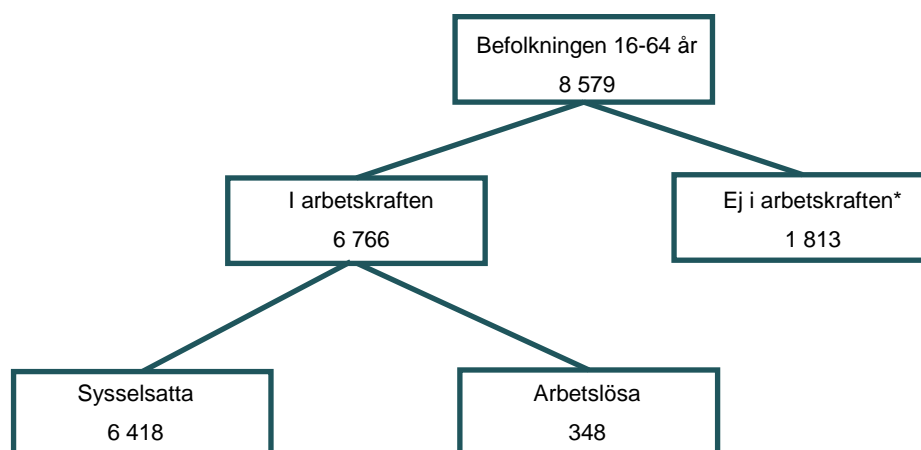 Befolkningen 16-64 år
8 579
I arbetskraften
6 766
Ej i arbetskraften*
1 813
Sysselsatta
6 418
Arbetslösa
348